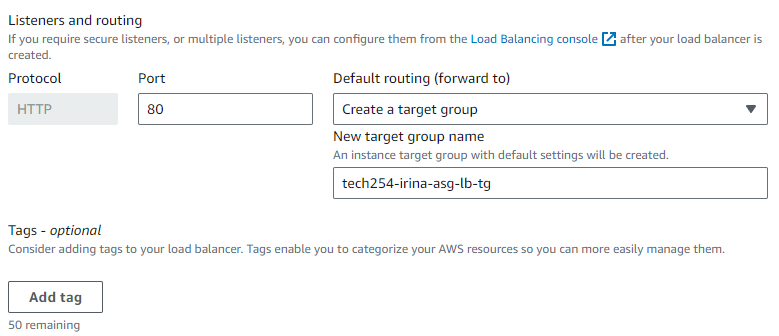 Listeners and routing
If you require secure listeners, or multiple listeners, you can configure them from the Load Balancing console after your load balancer is
created.
Protocol Port Default routing (forward to)
HTTP 80 Create a target group
New target group name
An instance target group with default settings will be created.
tech254-irina-asg-lb-tg
Tags - optional
Consider adding tags to your load balancer. Tags enable you to categorize your AWS resources so you can more easily manage them.
Add tag
50 remaining